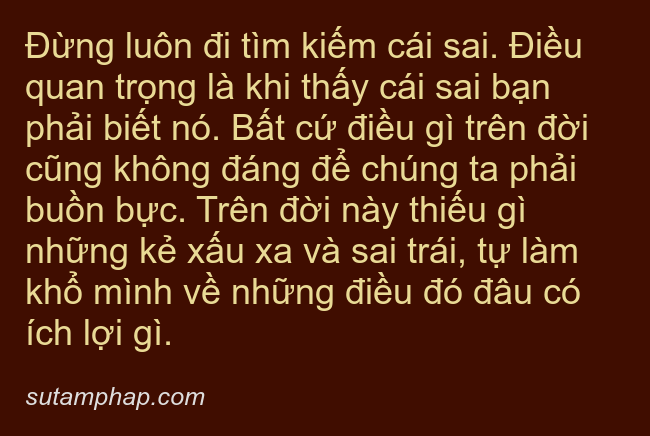 Đừng luôn đi tìm kiếm cái sai. Điều
quan trọng là khi thấy cái sai bạn
phải biết nó. Bất cứ điều gì trên đời
cũng không đáng để chúng ta phải
buồn bực. Trên đời này thiếu gì
những kẻ xấu xa và sai trái, tự làm
khổ mình về những điều đó đâu có
ích lợi gì.
sutamphap.com